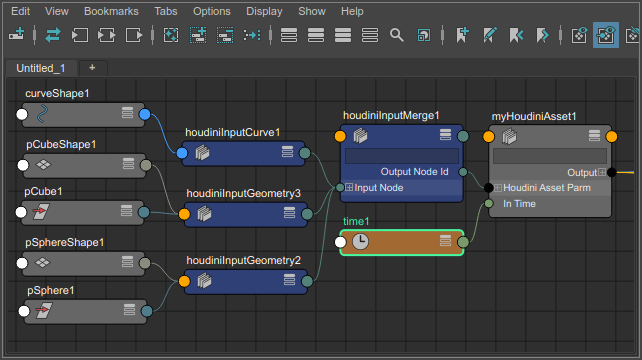 Edit View Bookmarks Tabs Options Display Show Help
Untitled_1 +
curveShape1
pCubeShape1
pCube1
pSphereShape1
pSphere1
houdiniInputCurve1
houdiniInputGeometry3
houdiniInputGeometry2
houdiniInputMerge1
Output Node Id
Input Node
time1
myHoudiniAsset1
Output
Houdini Asset Parm
In Time